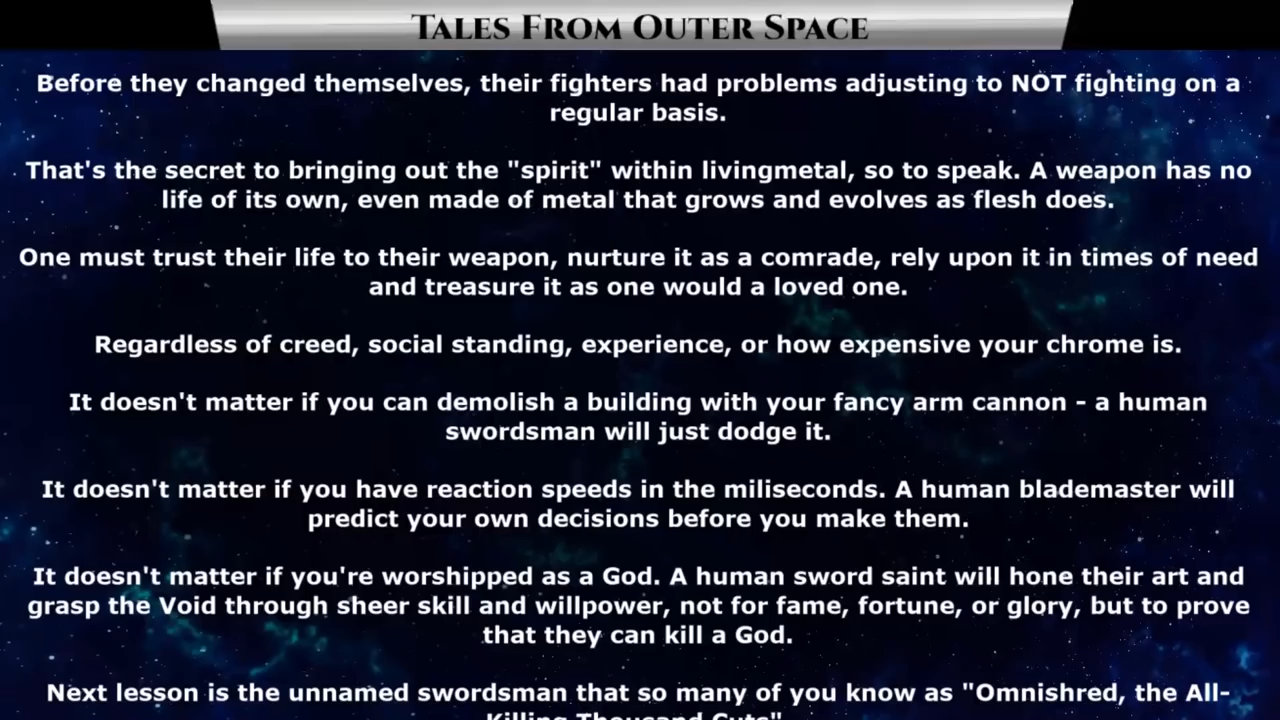 Tales From Outer Space
Before they changed themselves, their fighters had problems adjusting to NOT fighting on a
regular basis.
That's the secret to bringing out the "spirit" within livingmetal, so to speak. A weapon has no
life of its own, even made of metal that grows and evolves as flesh does.
One must trust their life to their weapon, nurture it as a comrade, rely upon it in times of need
and treasure it as one would a loved one.
Regardless of creed, social standing, experience, or how expensive your chrome is.
It doesn't matter if you can demolish a building with your fancy arm cannon - a human
swordsman will just dodge it.
It doesn't matter if you have reaction speeds in the miliseconds. A human blademaster will
predict your own decisions before you make them.
It doesn't matter if you're worshipped as a God. A human sword saint will hone their art and
grasp the Void through sheer skill and willpower, not for fame, fortune, or glory, but to prove
that they can kill a God.
Next lesson is the unnamed swordsman that so many of you know as "Omnishred, the All-
Killing Thousand Cuts"